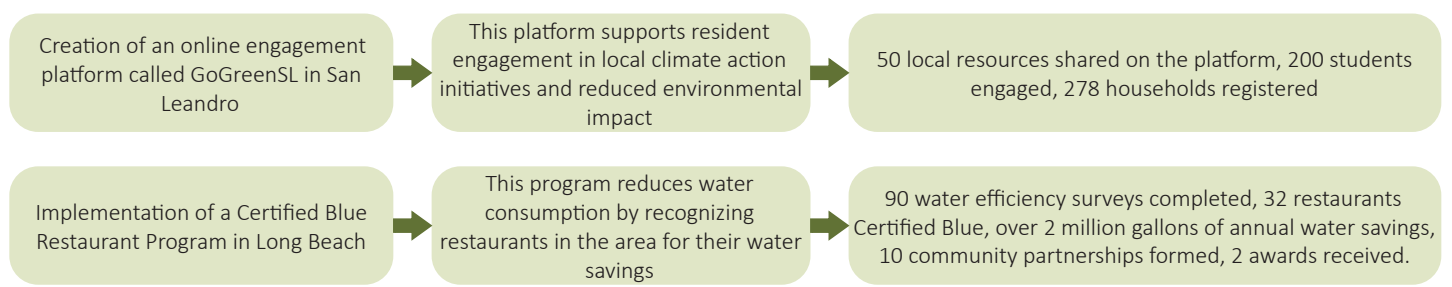 Creation of an online engagement
platform called GoGreenSL in San
Leandro
This platform supports resident
engagement in local climate action
initiatives and reduced environmental
impact
50 local resources shared on the platform, 200 students
engaged, 278 households registered
Implementation of a Certified Blue
Restaurant Program in Long Beach
This program reduces water
consumption by recognizing
restaurants in the area for their water
savings
90 water efficiency surveys completed, 32 restaurants
Certified Blue, over 2 million gallons of annual water savings,
10 community partnerships formed, 2 awards received.